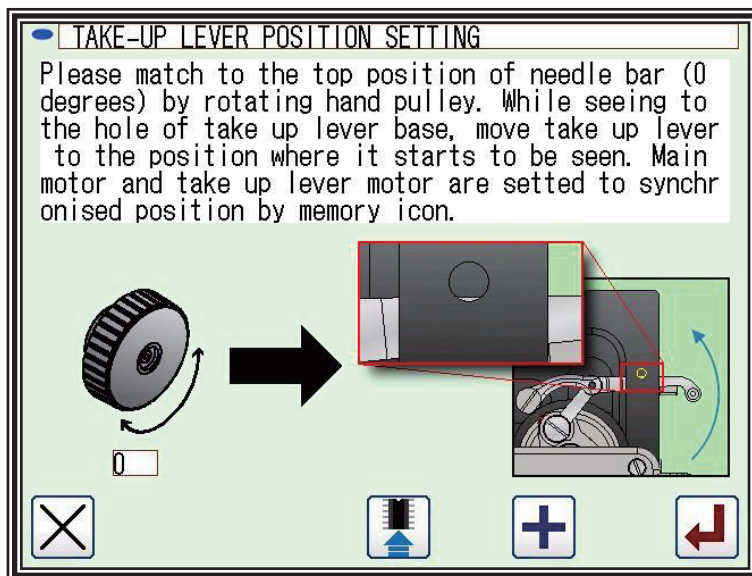 TAKE-UP LEVER POSITION SETTING
Please match to the top position of needle bar (0
degrees) by rotating hand pulley. While seeing to
the hole of take up lever base, move take up lever
to the position where it starts to be seen. Main
motor and take up lever motor are setted to synchr
onised position by memory icon.
0